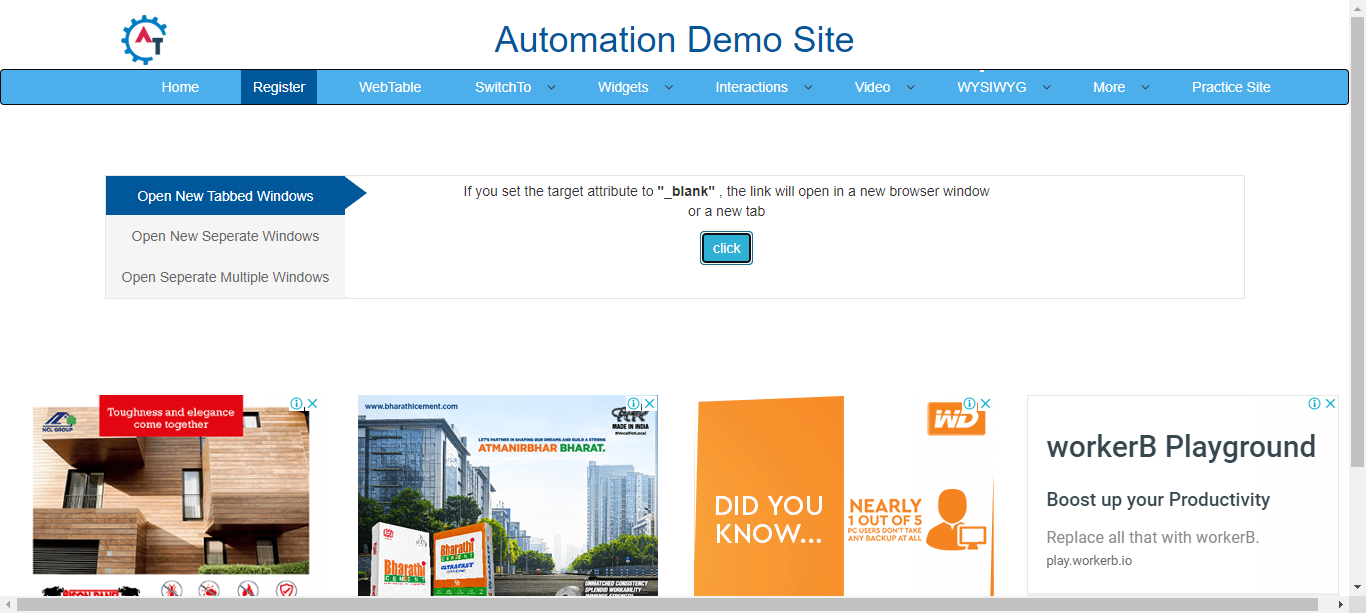 AT
Automation Demo Site
Home Register WebTable SwitchTo Widgets Interactions Video WYSIWYG More Practice Site
Open New Tabbed Windows
Open New Seperate Windows
Open Seperate Multiple Windows
If you set the target attribute to "_blank" , the link will open in a new browser window
or a new tab
click
NCL GROUP
Toughness and elegance
come together
www.bharathicement.com
MADE IN INDIA
#VocalForLocal
LET'S PARTNER IN SHAPING OUR DREAMS AND BUILD A STRONG
ATMANIRBHAR BHARAT.
Bharathi
CEMENT
Bharathi
CEMENT
ULTRAFAST
UNMATCHED CONSISTENCY
SPLENDID WORKABILITY
WD
DID YOU
KNOW...
NEARLY
1 OUT OF 5
PC USERS DON'T TAKE
ANY BACKUP AT ALL
workerB Playground
Boost up your Productivity
Replace all that with workerB.
play.workerb.io